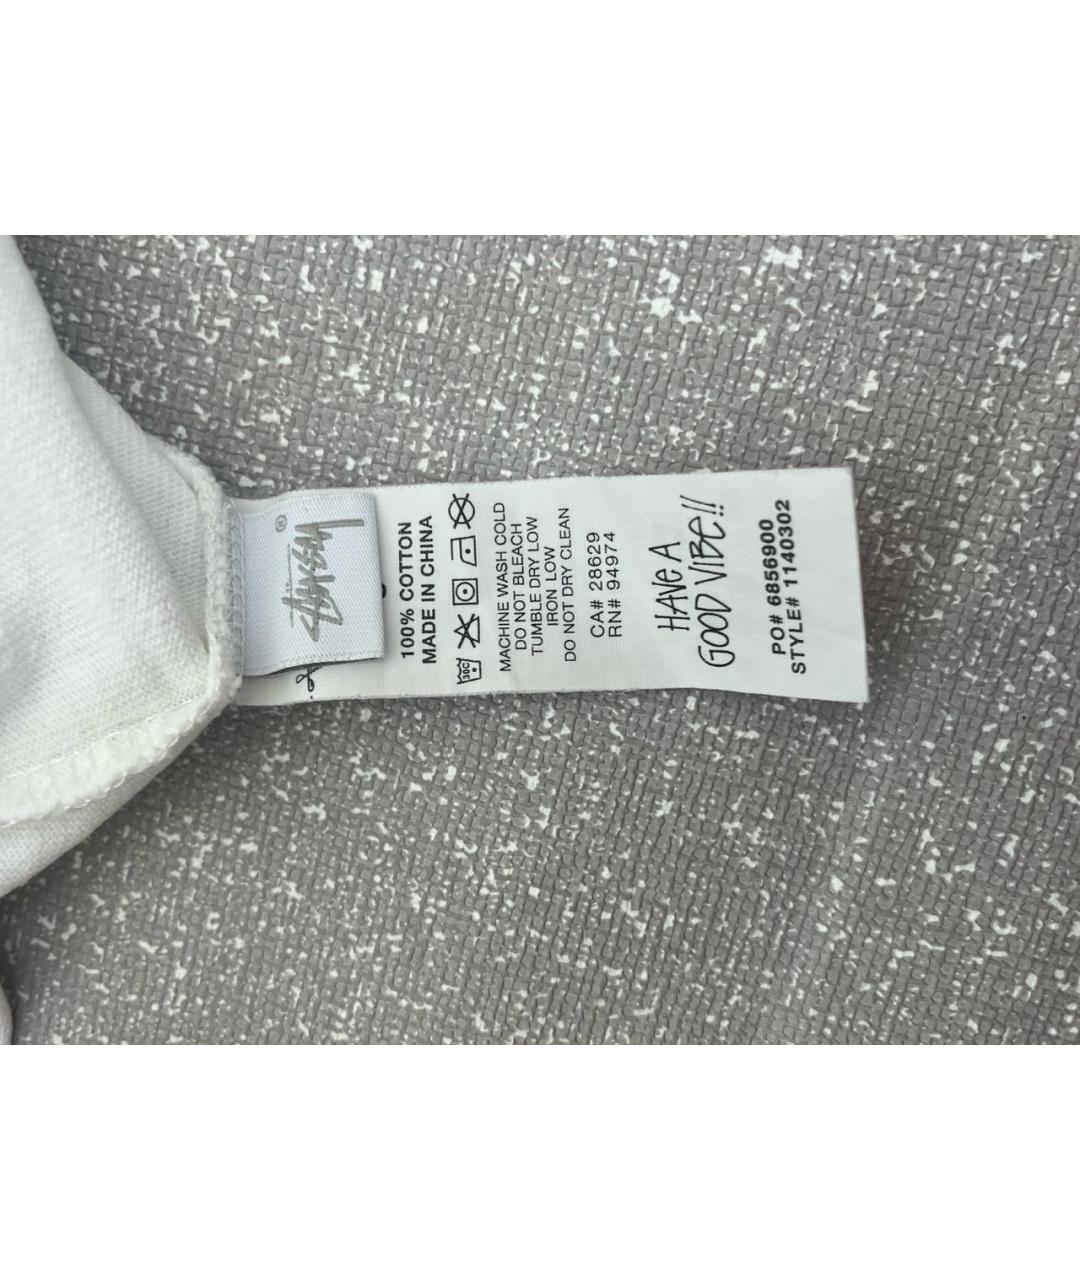 Stüssy ®
100% COTTON
MADE IN CHINA
30C
MACHINE WASH COLD
DO NOT BLEACH
TUMBLE DRY LOW
IRON LOW
DO NOT DRY CLEAN
CA# 28629
RN# 94974
HAVE A
GOOD VIBE!!
PO# 6856900
STYLE# 1140302